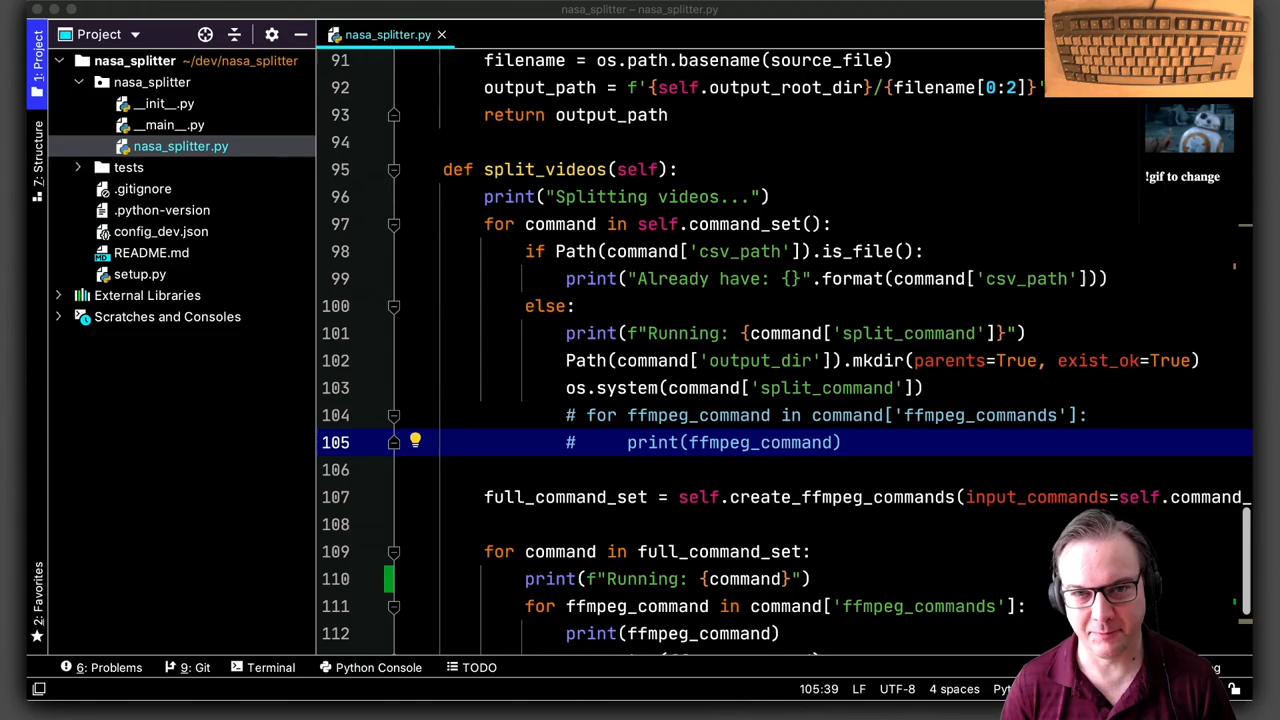 nasa_splitter – nasa_splitter.py
1: Project
Project
nasa_splitter.py
nasa_splitter ~/dev/nasa_splitter
nasa_splitter
__init__.py
__main__.py
nasa_splitter.py
tests
.gitignore
.python-version
config_dev.json
README.md
setup.py
External Libraries
Scratches and Consoles
7: Structure
2: Favorites
91 filename = os.path.basename(source_file)
92 output_path = f'{self.output_root_dir}/{filename[0:2]}'
93 return output_path
94
95 def split_videos(self):
96 print("Splitting videos...")
97 for command in self.command_set():
98 if Path(command['csv_path']).is_file():
99 print("Already have: {}".format(command['csv_path']))
100 else:
101 print(f"Running: {command['split_command']}")
102 Path(command['output_dir']).mkdir(parents=True, exist_ok=True)
103 os.system(command['split_command'])
104 # for ffmpeg_command in command['ffmpeg_commands']:
105 # print(ffmpeg_command)
106
107 full_command_set = self.create_ffmpeg_commands(input_commands=self.command_
108
109 for command in full_command_set:
110 print(f"Running: {command}")
111 for ffmpeg_command in command['ffmpeg_commands']:
112 print(ffmpeg_command)
!gif to change
6: Problems
9: Git
Terminal
Python Console
TODO
105:39 LF UTF-8 4 spaces